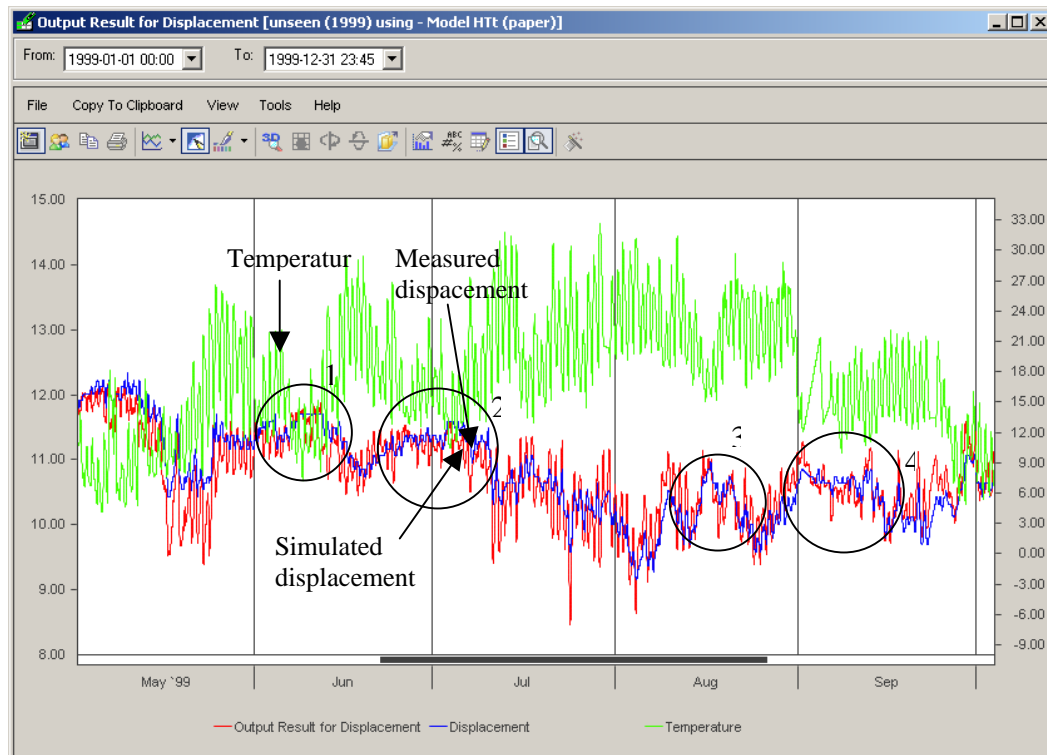 Output Result for Displacement [unseen (1999) using - Model HTt (paper)]
From: 1999-01-01 00:00 To: 1999-12-31 23:45
File Copy To Clipboard View Tools Help
3D ABC #%
15.00
14.00
13.00
12.00
11.00
10.00
9.00
8.00
33.00
30.00
27.00
24.00
21.00
18.00
15.00
12.00
9.00
6.00
3.00
0.00
-3.00
-6.00
-9.00
Temperatur
Measured
dispacement
1
2
3
4
Simulated
displacement
May `99 Jun Jul Aug Sep
Output Result for Displacement Displacement Temperature